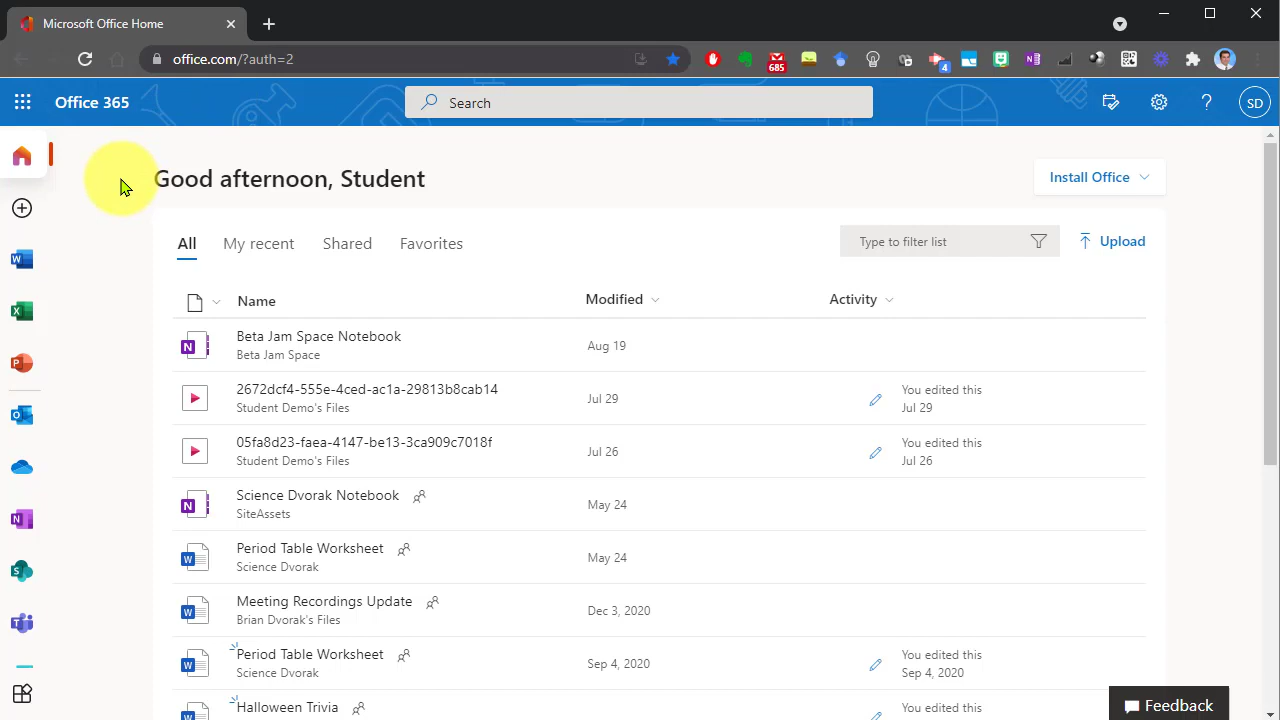 Microsoft Office Home
office.com/?auth=2
685
4
Office 365
Search
SD
Good afternoon, Student
Install Office
All
My recent
Shared
Favorites
Type to filter list
Upload
Name
Modified
Activity
Beta Jam Space Notebook
Beta Jam Space
Aug 19
2672dcf4-555e-4ced-ac1a-29813b8cab14
Student Demo's Files
Jul 29
You edited this
Jul 29
05fa8d23-faea-4147-be13-3ca909c7018f
Student Demo's Files
Jul 26
You edited this
Jul 26
Science Dvorak Notebook
SiteAssets
May 24
Period Table Worksheet
Science Dvorak
May 24
Meeting Recordings Update
Brian Dvorak's Files
Dec 3, 2020
Period Table Worksheet
Science Dvorak
Sep 4, 2020
You edited this
Sep 4, 2020
Halloween Trivia
You edited this
Feedback